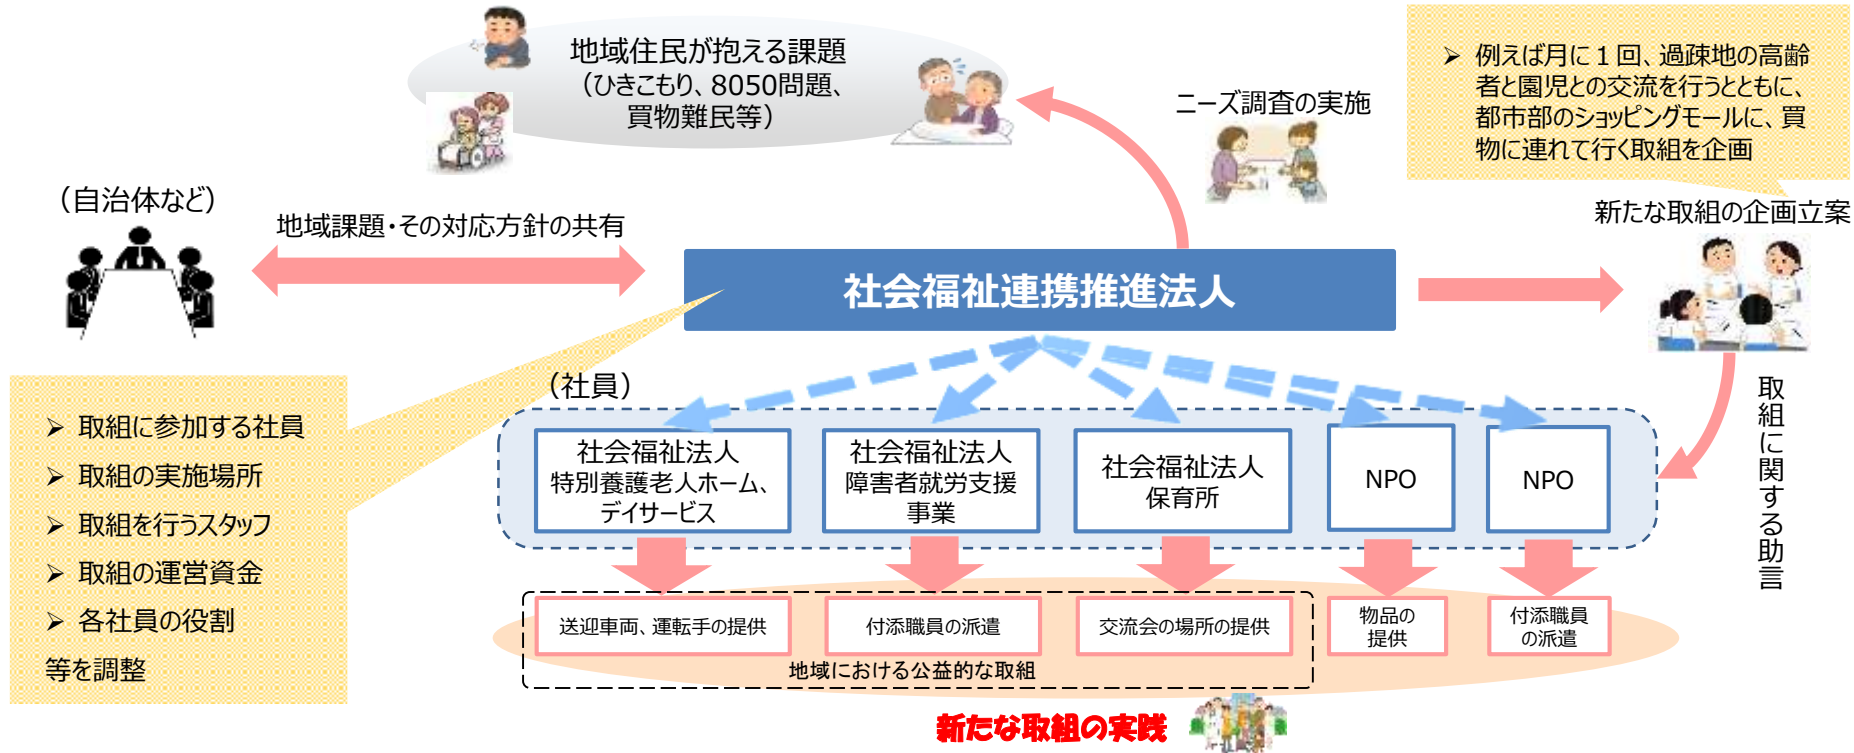 地域住民が抱える課題
（ひきこもり、8050問題、
買物難民等）
ニーズ調査の実施
➢ 例えば月に１回、過疎地の高齢
者と園児との交流を行うとともに、
都市部のショッピングモールに、買
物に連れて行く取組を企画
（自治体など）
地域課題・その対応方針の共有
新たな取組の企画立案
社会福祉連携推進法人
取組に関する助言
（社員）
➢ 取組に参加する社員
➢ 取組の実施場所
➢ 取組を行うスタッフ
➢ 取組の運営資金
➢ 各社員の役割
等を調整
社会福祉法人
特別養護老人ホーム、
デイサービス
社会福祉法人
障害者就労支援
事業
社会福祉法人
保育所
NPO
NPO
送迎車両、運転手の提供
付添職員の派遣
交流会の場所の提供
物品の
提供
付添職員
の派遣
地域における公益的な取組
新たな取組の実践